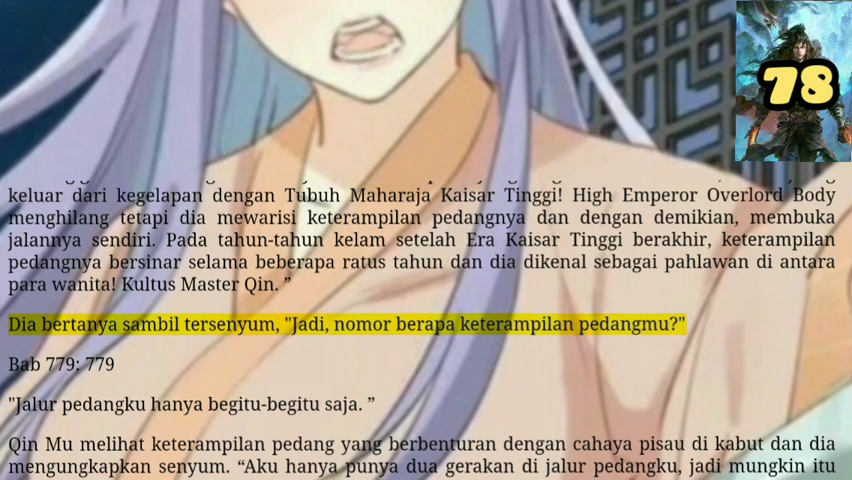 78
keluar dari kegelapan dengan Tubuh Maharaja Kaisar Tinggi! High Emperor Overlord Body
menghilang tetapi dia mewarisi keterampilan pedangnya dan dengan demikian, membuka
jalannya sendiri. Pada tahun-tahun kelam setelah Era Kaisar Tinggi berakhir, keterampilan
pedangnya bersinar selama beberapa ratus tahun dan dia dikenal sebagai pahlawan di antara
para wanita! Kultus Master Qin. ”
Dia bertanya sambil tersenyum, "Jadi, nomor berapa keterampilan pedangmu?"
Bab 779: 779
"Jalur pedangku hanya begitu-begitu saja. ”
Qin Mu melihat keterampilan pedang yang berbenturan dengan cahaya pisau di kabut dan dia
mengungkapkan senyum. “Aku hanya punya dua gerakan di jalur pedangku, jadi mungkin itu